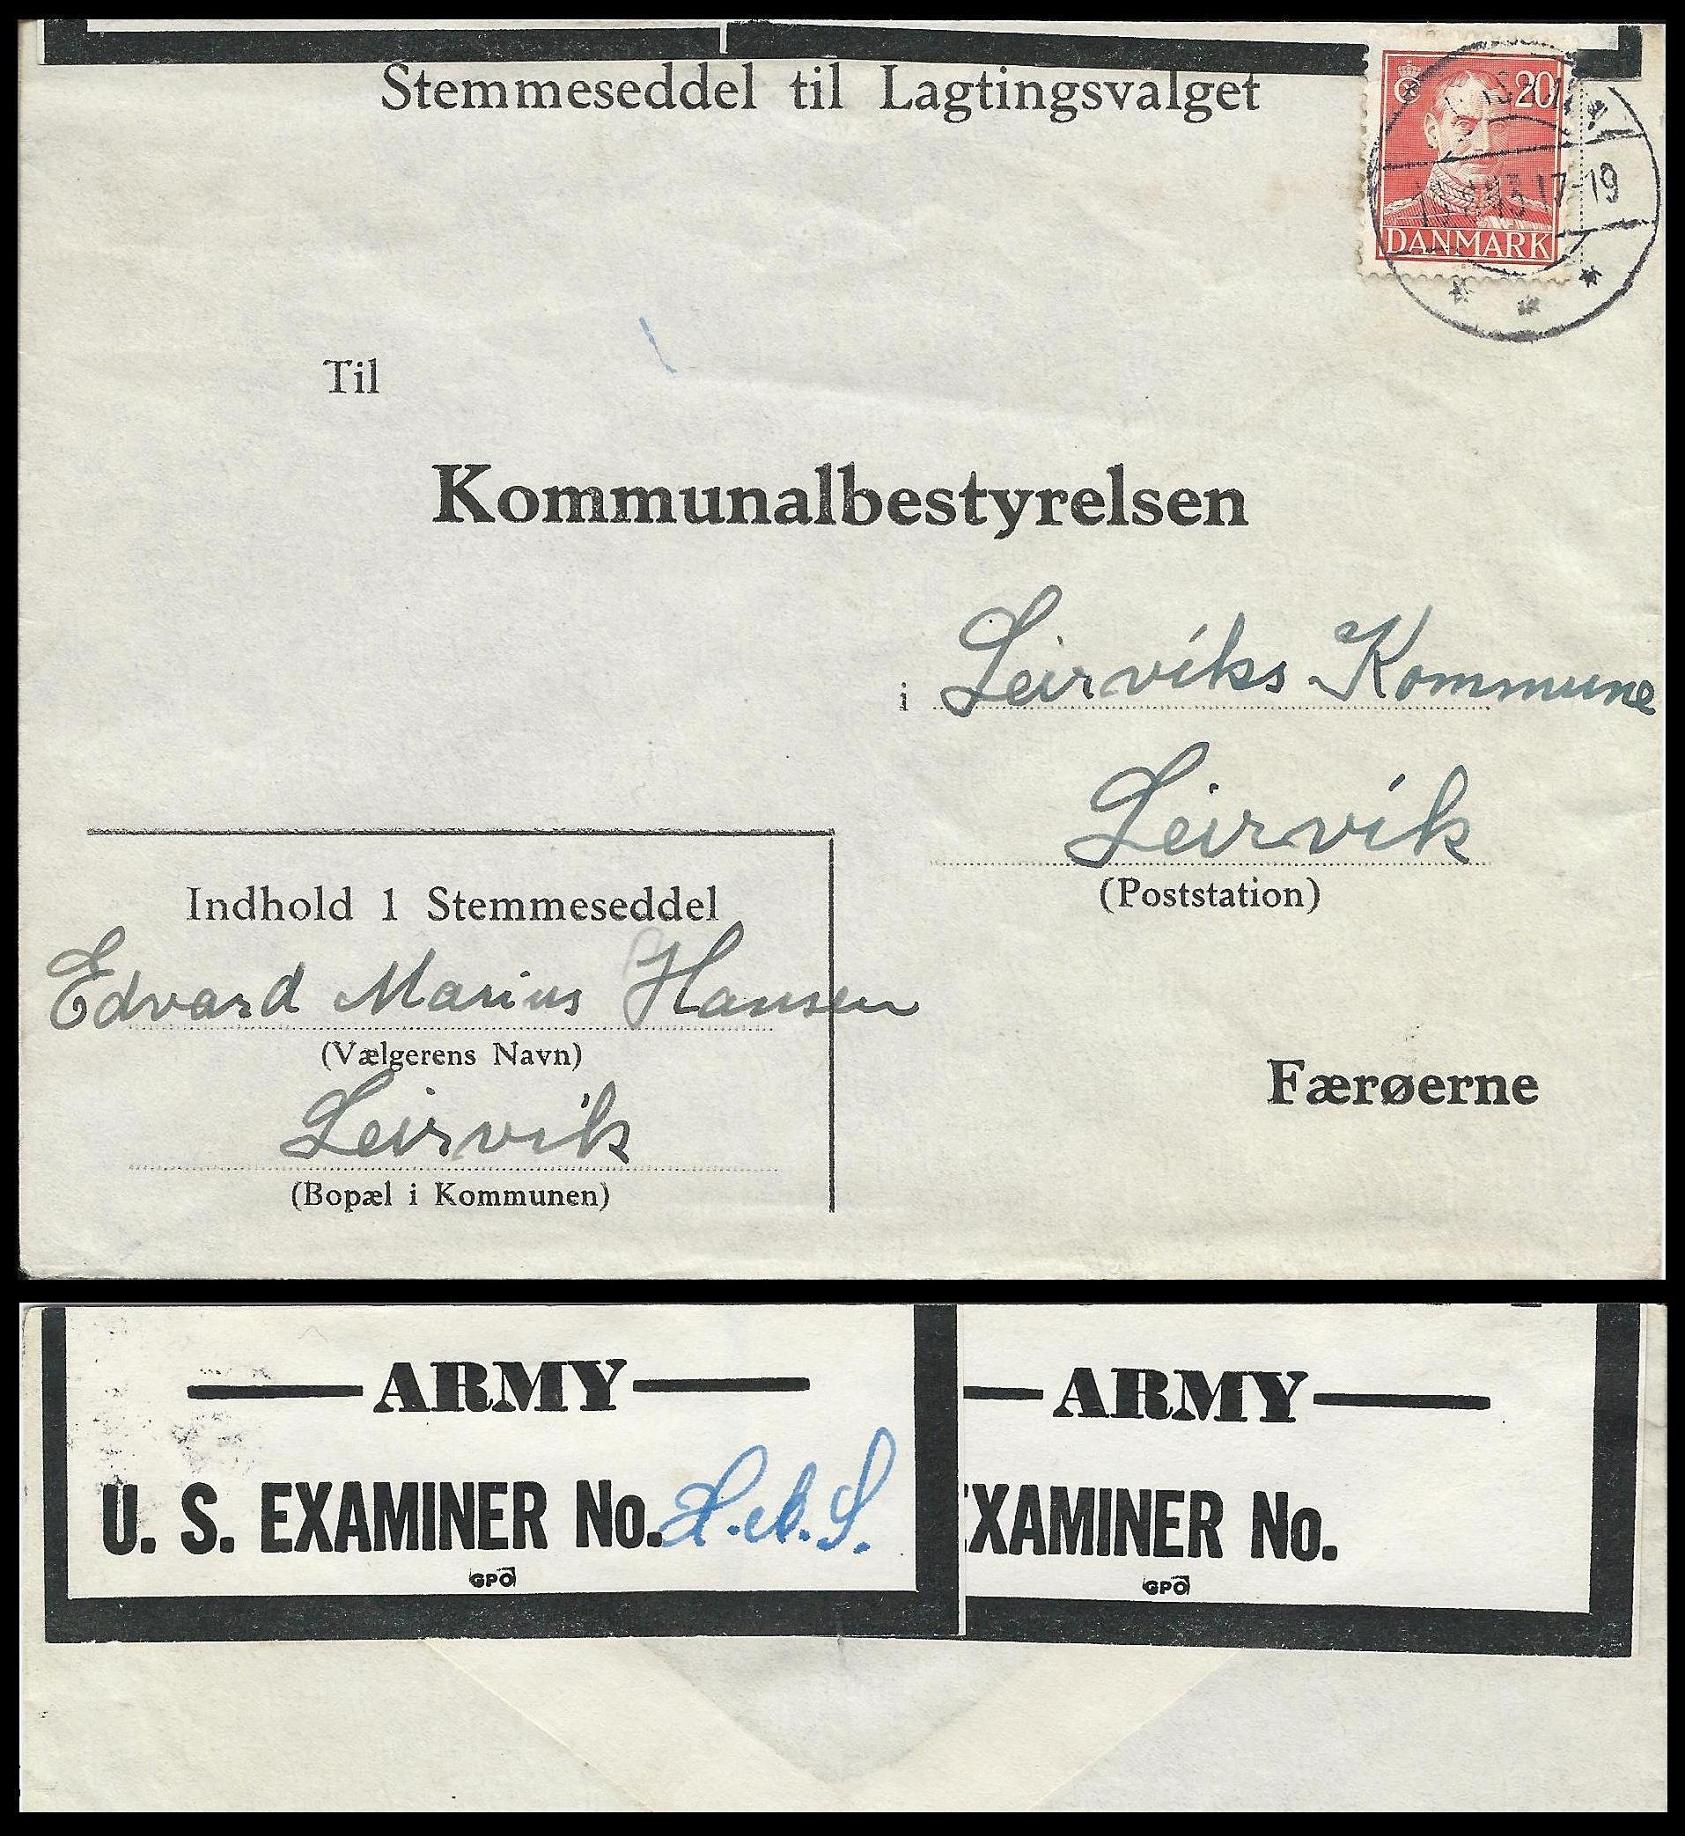 Stemmeseddel til Lagtingsvalget
20
DANMARK
17-19
Til
Kommunalbestyrelsen
i Leirviks Kommune
Leirvik
(Poststation)
Indhold 1 Stemmeseddel
Edvard Marius Hansen
(Vælgerens Navn)
Leirvik
(Bopæl i Kommunen)
Færøerne
ARMY
U. S. EXAMINER No.
GPO
ARMY
EXAMINER No.
GPO